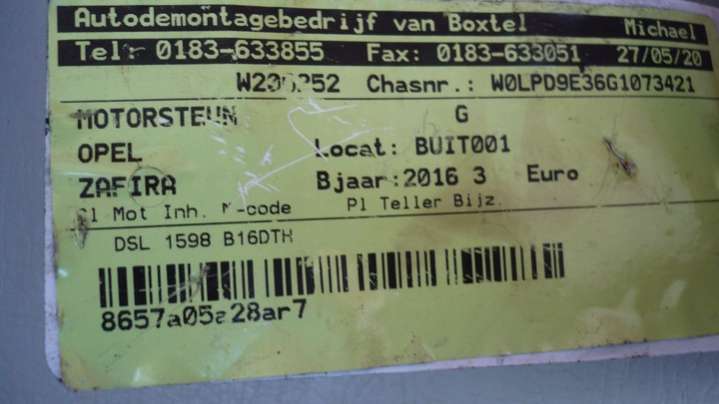 Autodemontagebedrijf van Boxtel Michael
Tel: 0183-633855 Fax: 0183-633051 27/05/20
Chasnr.: W0LPD9E36G1073421
MOTORSTEUN G
OPEL Locat: BUIT001
ZAFIRA Bjaar:2016 3 Euro
Mot Inh. M-code Pl Teller Bijz.
DSL 1598 B16DTH
8657a05a28ar7